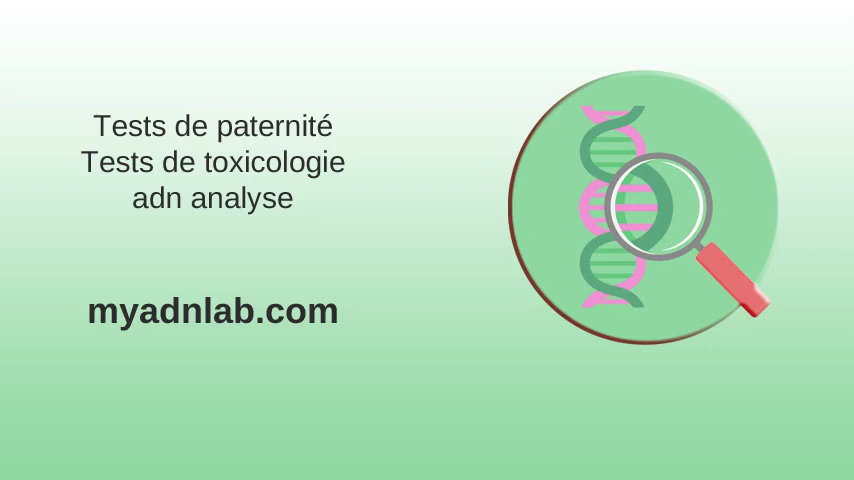 Tests de paternité
Tests de toxicologie
adn analyse
myadnlab.com